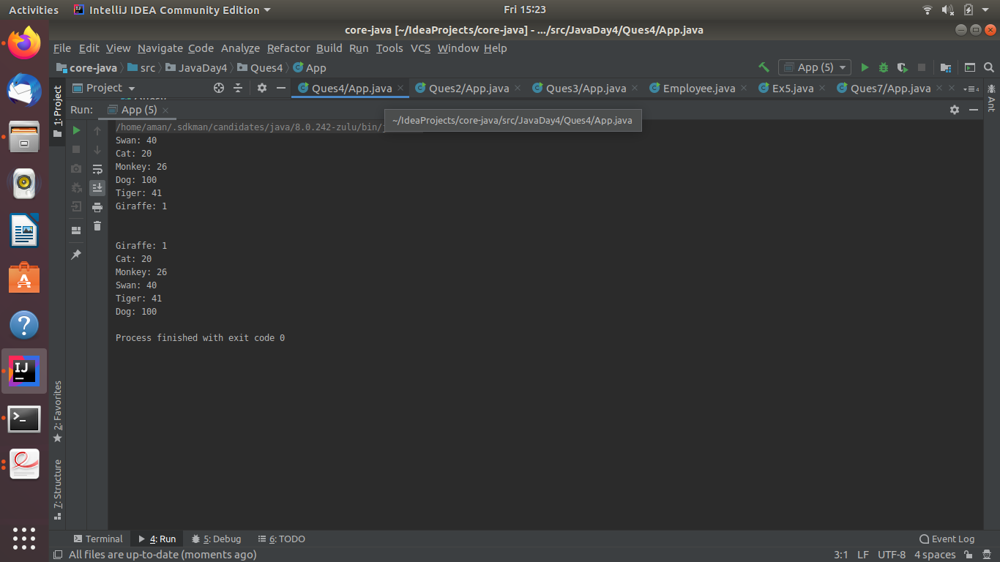 Activities IntelliJ IDEA Community Edition Fri 15:23
core-java [~/IdeaProjects/core-java] - .../src/JavaDay4/Ques4/App.java
File Edit View Navigate Code Analyze Refactor Build Run Tools VCS Window Help
core-java src JavaDay4 Ques4 App App (5)
Project Ques4/App.java Ques2/App.java Ques3/App.java Employee.java Ex5.java Ques7/App.java 4
1: Project
Ant
Run: App (5)
~/IdeaProjects/core-java/src/JavaDay4/Ques4/App.java
/home/aman/.sdkman/candidates/java/8.0.242-zulu/bin/
Swan: 40
Cat: 20
Monkey: 26
Dog: 100
Tiger: 41
Giraffe: 1
Giraffe: 1
Cat: 20
Monkey: 26
Swan: 40
Tiger: 41
Dog: 100
Process finished with exit code 0
IJ
2: Favorites
7: Structure
Terminal 4: Run 5: Debug 6: TODO Event Log
All files are up-to-date (moments ago) 3:1 LF UTF-8 4 spaces